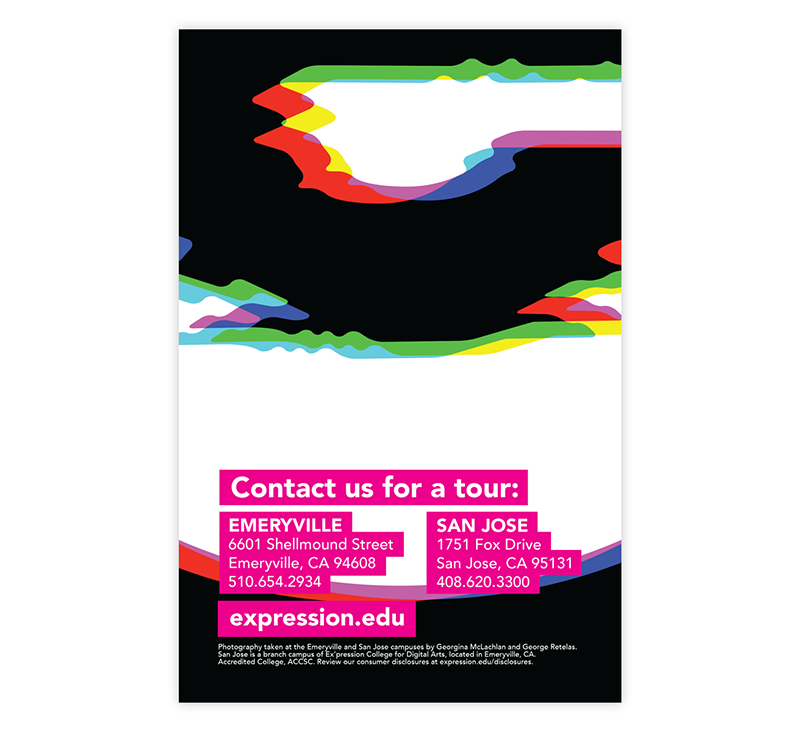 Contact us for a tour:
EMERYVILLE
6601 Shellmound Street
Emeryville, CA 94608
510.654.2934
SAN JOSE
1751 Fox Drive
San Jose, CA 95131
408.620.3300
expression.edu
Photography taken at the Emeryville and San Jose campuses by Georgina McLachlan and George Retelas.
San Jose is a branch campus of Ex'pression College for Digital Arts, located in Emeryville, CA.
Accredited College, ACCSC. Review our consumer disclosures at expression.edu/disclosures.